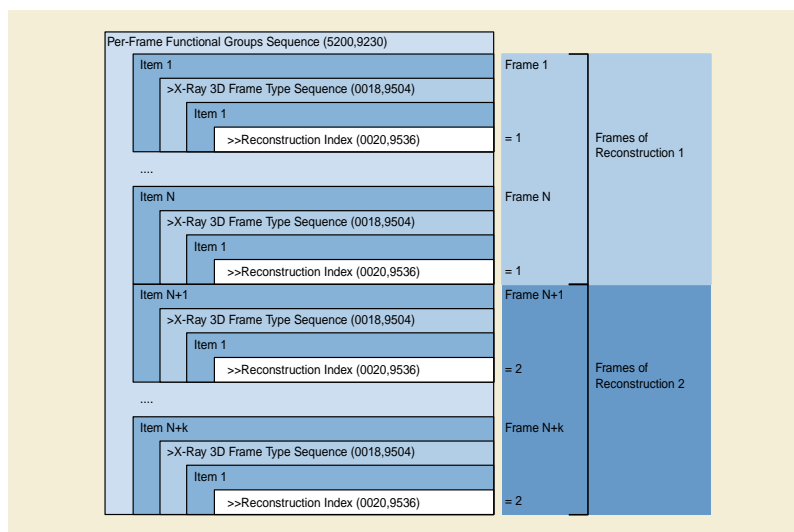 Per-Frame Functional Groups Sequence (5200,9230)
Item 1
Frame 1
>X-Ray 3D Frame Type Sequence (0018,9504)
Item 1
>>Reconstruction Index (0020,9536)
= 1
Frames of
Reconstruction 1
....
Item N
Frame N
>X-Ray 3D Frame Type Sequence (0018,9504)
Item 1
>>Reconstruction Index (0020,9536)
= 1
Item N+1
Frame N+1
>X-Ray 3D Frame Type Sequence (0018,9504)
Item 1
>>Reconstruction Index (0020,9536)
= 2
Frames of
Reconstruction 2
....
Item N+k
Frame N+k
>X-Ray 3D Frame Type Sequence (0018,9504)
Item 1
>>Reconstruction Index (0020,9536)
= 2